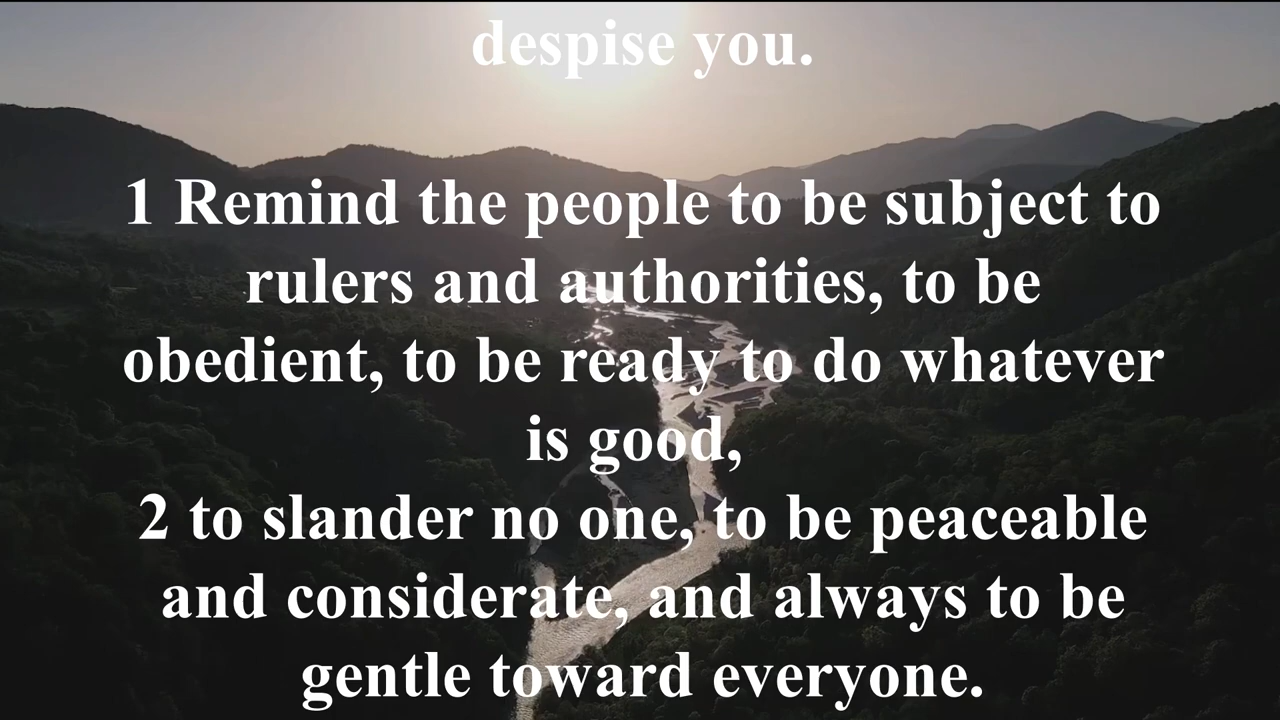 despise you.
1 Remind the people to be subject to
rulers and authorities, to be
obedient, to be ready to do whatever
is good,
2 to slander no one, to be peaceable
and considerate, and always to be
gentle toward everyone.